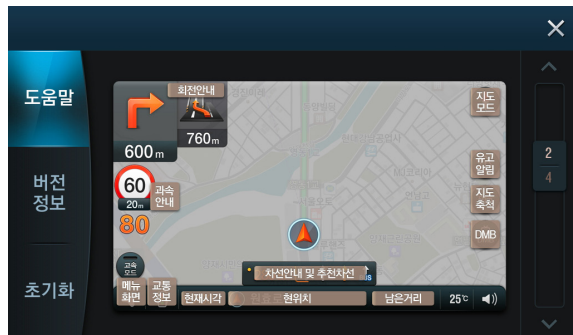 도움말
버전
정보
초기화
회전안내
600m
760m
60
20m
과속
안내
80
고속
모드
메뉴
화면
교통
정보
현재시각
현위치
남은거리
25℃
차선안내 및 추천차선
지도
모드
유고
알림
지도
축척
DMB
2
4